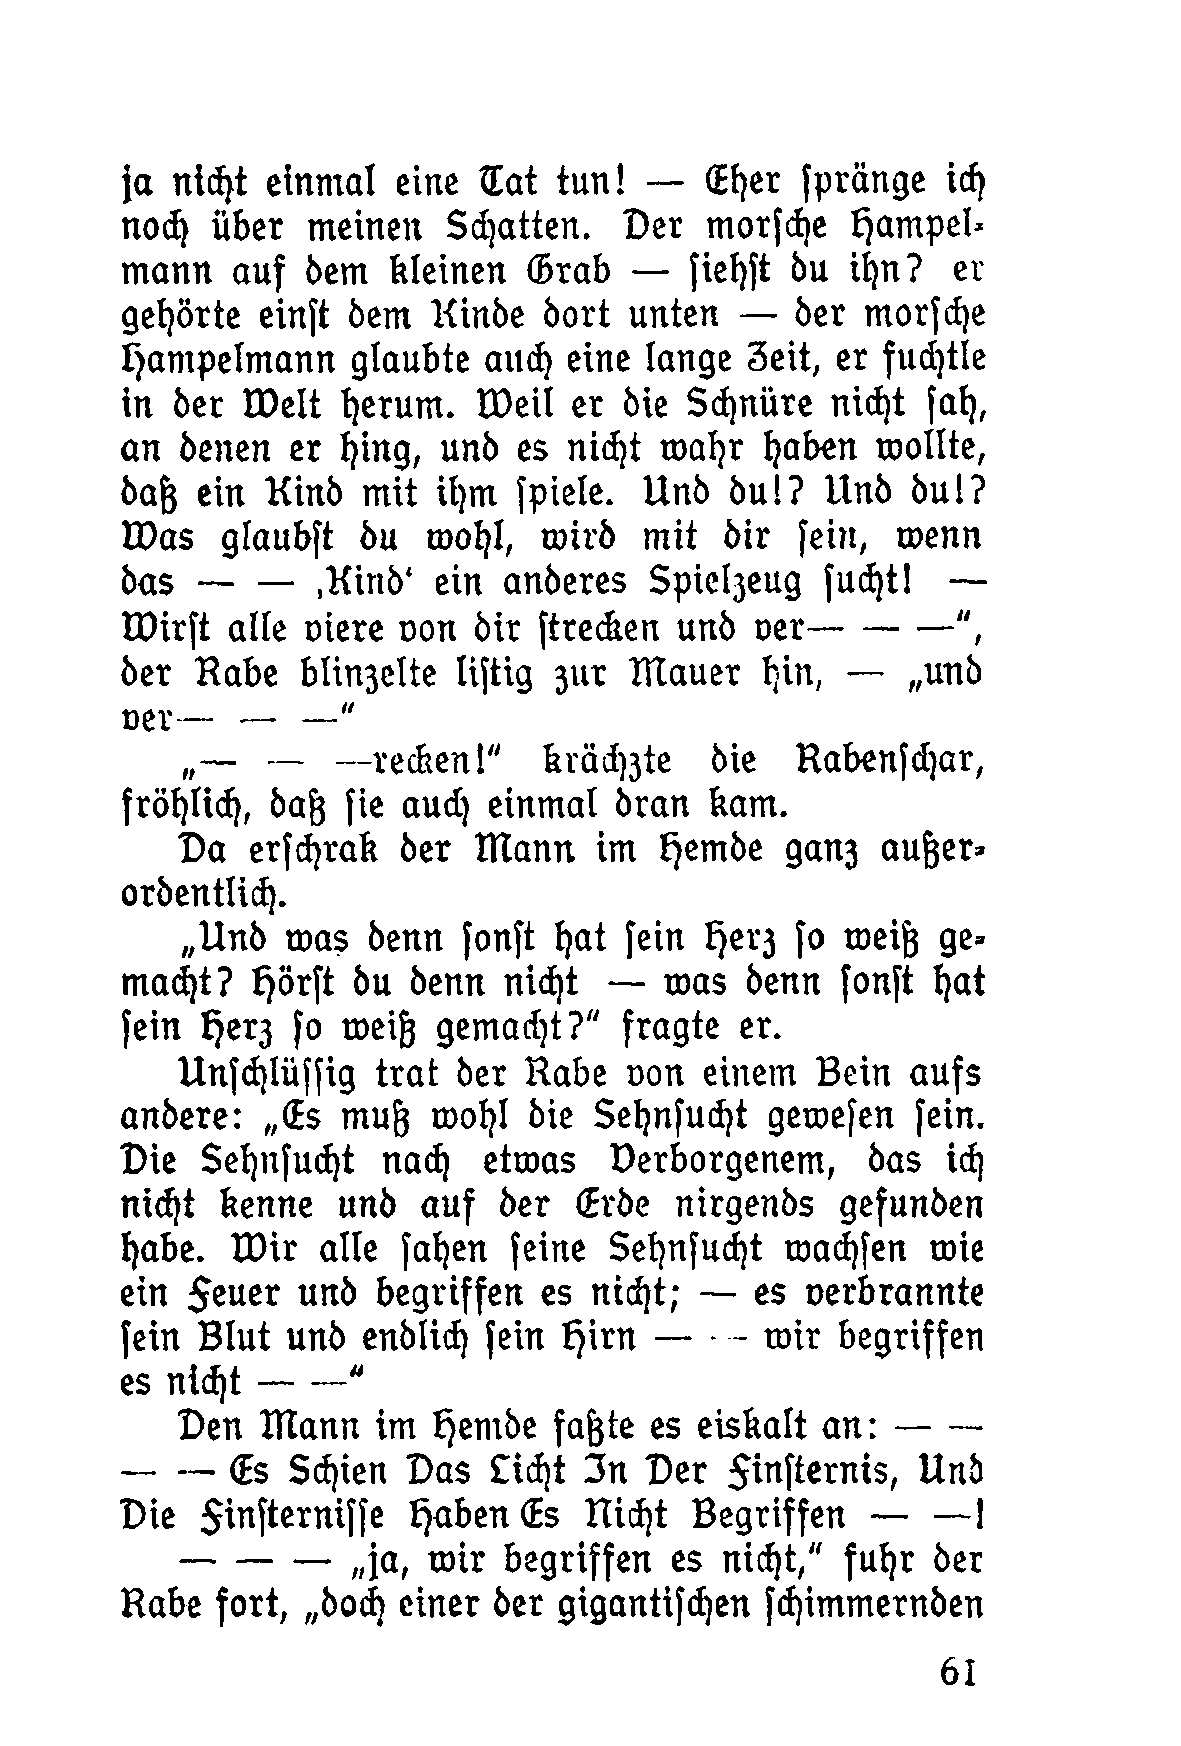 ja nicht einmal eine Tat tun! — Eher spränge ich
noch über meinen Schatten. Der morsche Hampel-
mann auf dem kleinen Grab — siehst du ihn? er
gehörte einst dem Kinde dort unten — der morsche
Hampelmann glaubte auch eine lange Zeit, er fuchtle
in der Welt herum. Weil er die Schnüre nicht sah,
an denen er hing, und es nicht wahr haben wollte,
daß ein Kind mit ihm spiele. Und du!? Und du!?
Was glaubst du wohl, wird mit dir sein, wenn
das — — ‚Kind‘ ein anderes Spielzeug sucht! —
Wirst alle viere von dir strecken und ver— — —“,
der Rabe blinzelte listig zur Mauer hin, — „und
ver— — —“
„— — —recken!“ krächzte die Rabenschar,
fröhlich, daß sie auch einmal dran kam.
Da erschrak der Mann im Hemde ganz außer-
ordentlich.
„Und was denn sonst hat sein Herz so weiß ge-
macht? Hörst du denn nicht — was denn sonst hat
sein Herz so weiß gemacht?“ fragte er.
Unschlüssig trat der Rabe von einem Bein aufs
andere: „Es muß wohl die Sehnsucht gewesen sein.
Die Sehnsucht nach etwas Verborgenem, das ich
nicht kenne und auf der Erde nirgends gefunden
habe. Wir alle sahen seine Sehnsucht wachsen wie
ein Feuer und begriffen es nicht; — es verbrannte
sein Blut und endlich sein Hirn — — wir begriffen
es nicht — —“
Den Mann im Hemde faßte es eiskalt an: — —
— — Es Schien Das Licht In Der Finsternis, Und
Die Finsternisse Haben Es Nicht Begriffen — —!
— — — „ja, wir begriffen es nicht,“ fuhr der
Rabe fort, „doch einer der gigantischen schimmernden
61